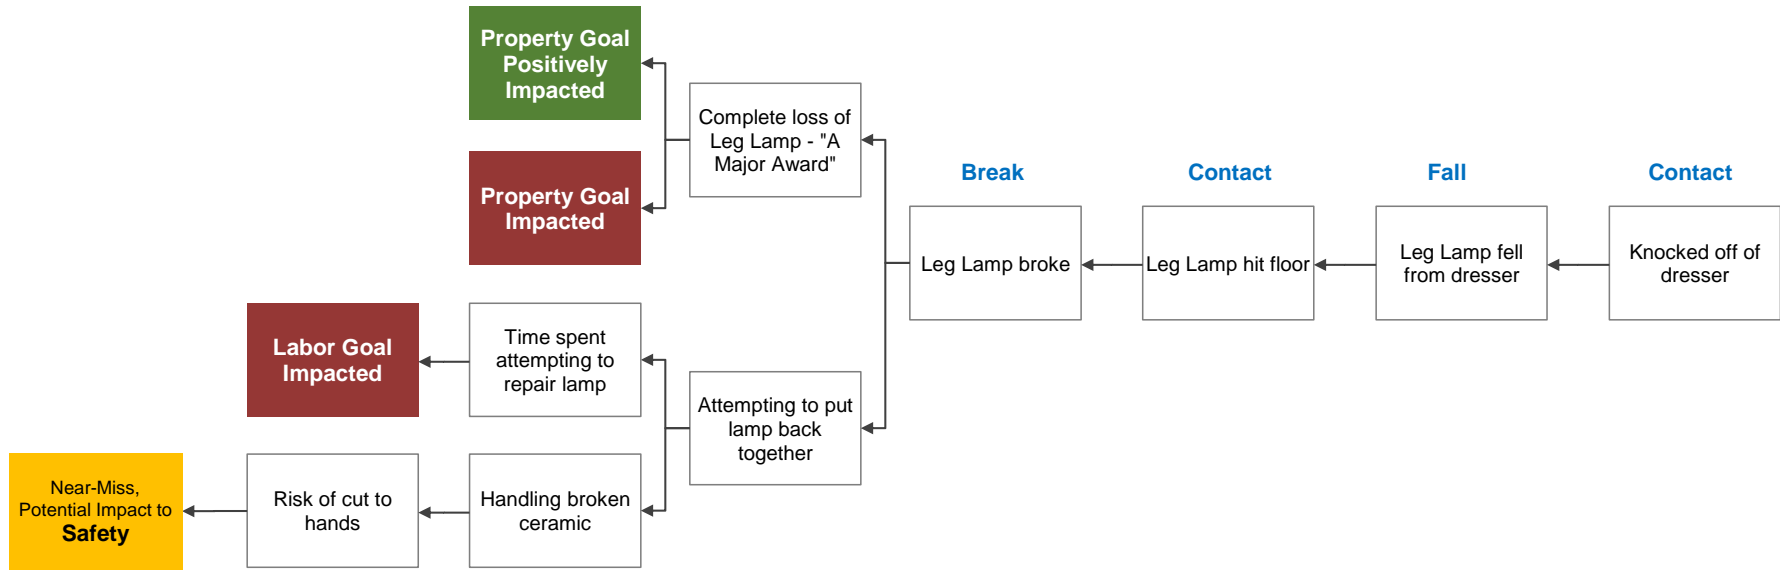 Property Goal
Positively
Impacted
Property Goal
Impacted
Complete loss of
Leg Lamp - "A
Major Award"
Break
Contact
Fall
Contact
Leg Lamp broke
Leg Lamp hit floor
Leg Lamp fell
from dresser
Knocked off of
dresser
Labor Goal
Impacted
Time spent
attempting to
repair lamp
Attempting to put
lamp back
together
Near-Miss,
Potential Impact to
Safety
Risk of cut to
hands
Handling broken
ceramic